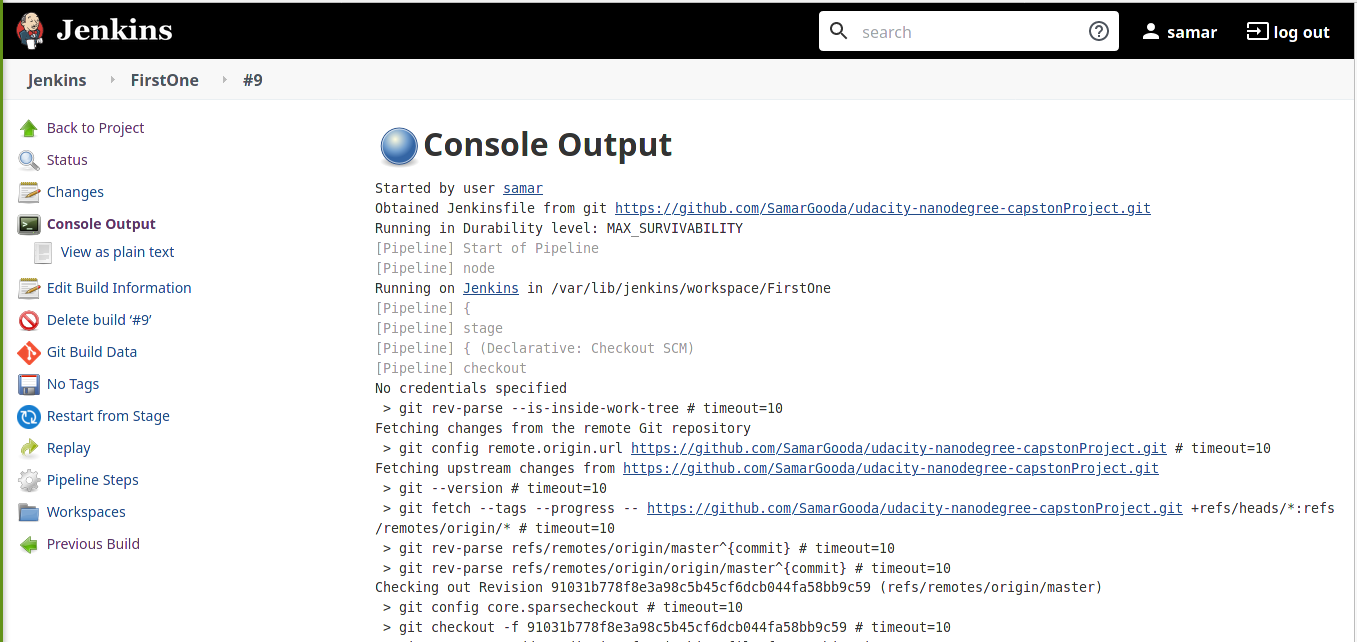 Jenkins
search
samar
log out
Jenkins FirstOne #9
Back to Project
Status
Changes
Console Output
View as plain text
Edit Build Information
Delete build ‘#9’
Git Build Data
No Tags
Restart from Stage
Replay
Pipeline Steps
Workspaces
Previous Build
Console Output
Started by user samar
Obtained Jenkinsfile from git https://github.com/SamarGooda/udacity-nanodegree-capstonProject.git
Running in Durability level: MAX_SURVIVABILITY
[Pipeline] Start of Pipeline
[Pipeline] node
Running on Jenkins in /var/lib/jenkins/workspace/FirstOne
[Pipeline] {
[Pipeline] stage
[Pipeline] { (Declarative: Checkout SCM)
[Pipeline] checkout
No credentials specified
> git rev-parse --is-inside-work-tree # timeout=10
Fetching changes from the remote Git repository
> git config remote.origin.url https://github.com/SamarGooda/udacity-nanodegree-capstonProject.git # timeout=10
Fetching upstream changes from https://github.com/SamarGooda/udacity-nanodegree-capstonProject.git
> git --version # timeout=10
> git fetch --tags --progress -- https://github.com/SamarGooda/udacity-nanodegree-capstonProject.git +refs/heads/*:refs
/remotes/origin/* # timeout=10
> git rev-parse refs/remotes/origin/master^{commit} # timeout=10
> git rev-parse refs/remotes/origin/origin/master^{commit} # timeout=10
Checking out Revision 91031b778f8e3a98c5b45cf6dcb044fa58bb9c59 (refs/remotes/origin/master)
> git config core.sparsecheckout # timeout=10
> git checkout -f 91031b778f8e3a98c5b45cf6dcb044fa58bb9c59 # timeout=10